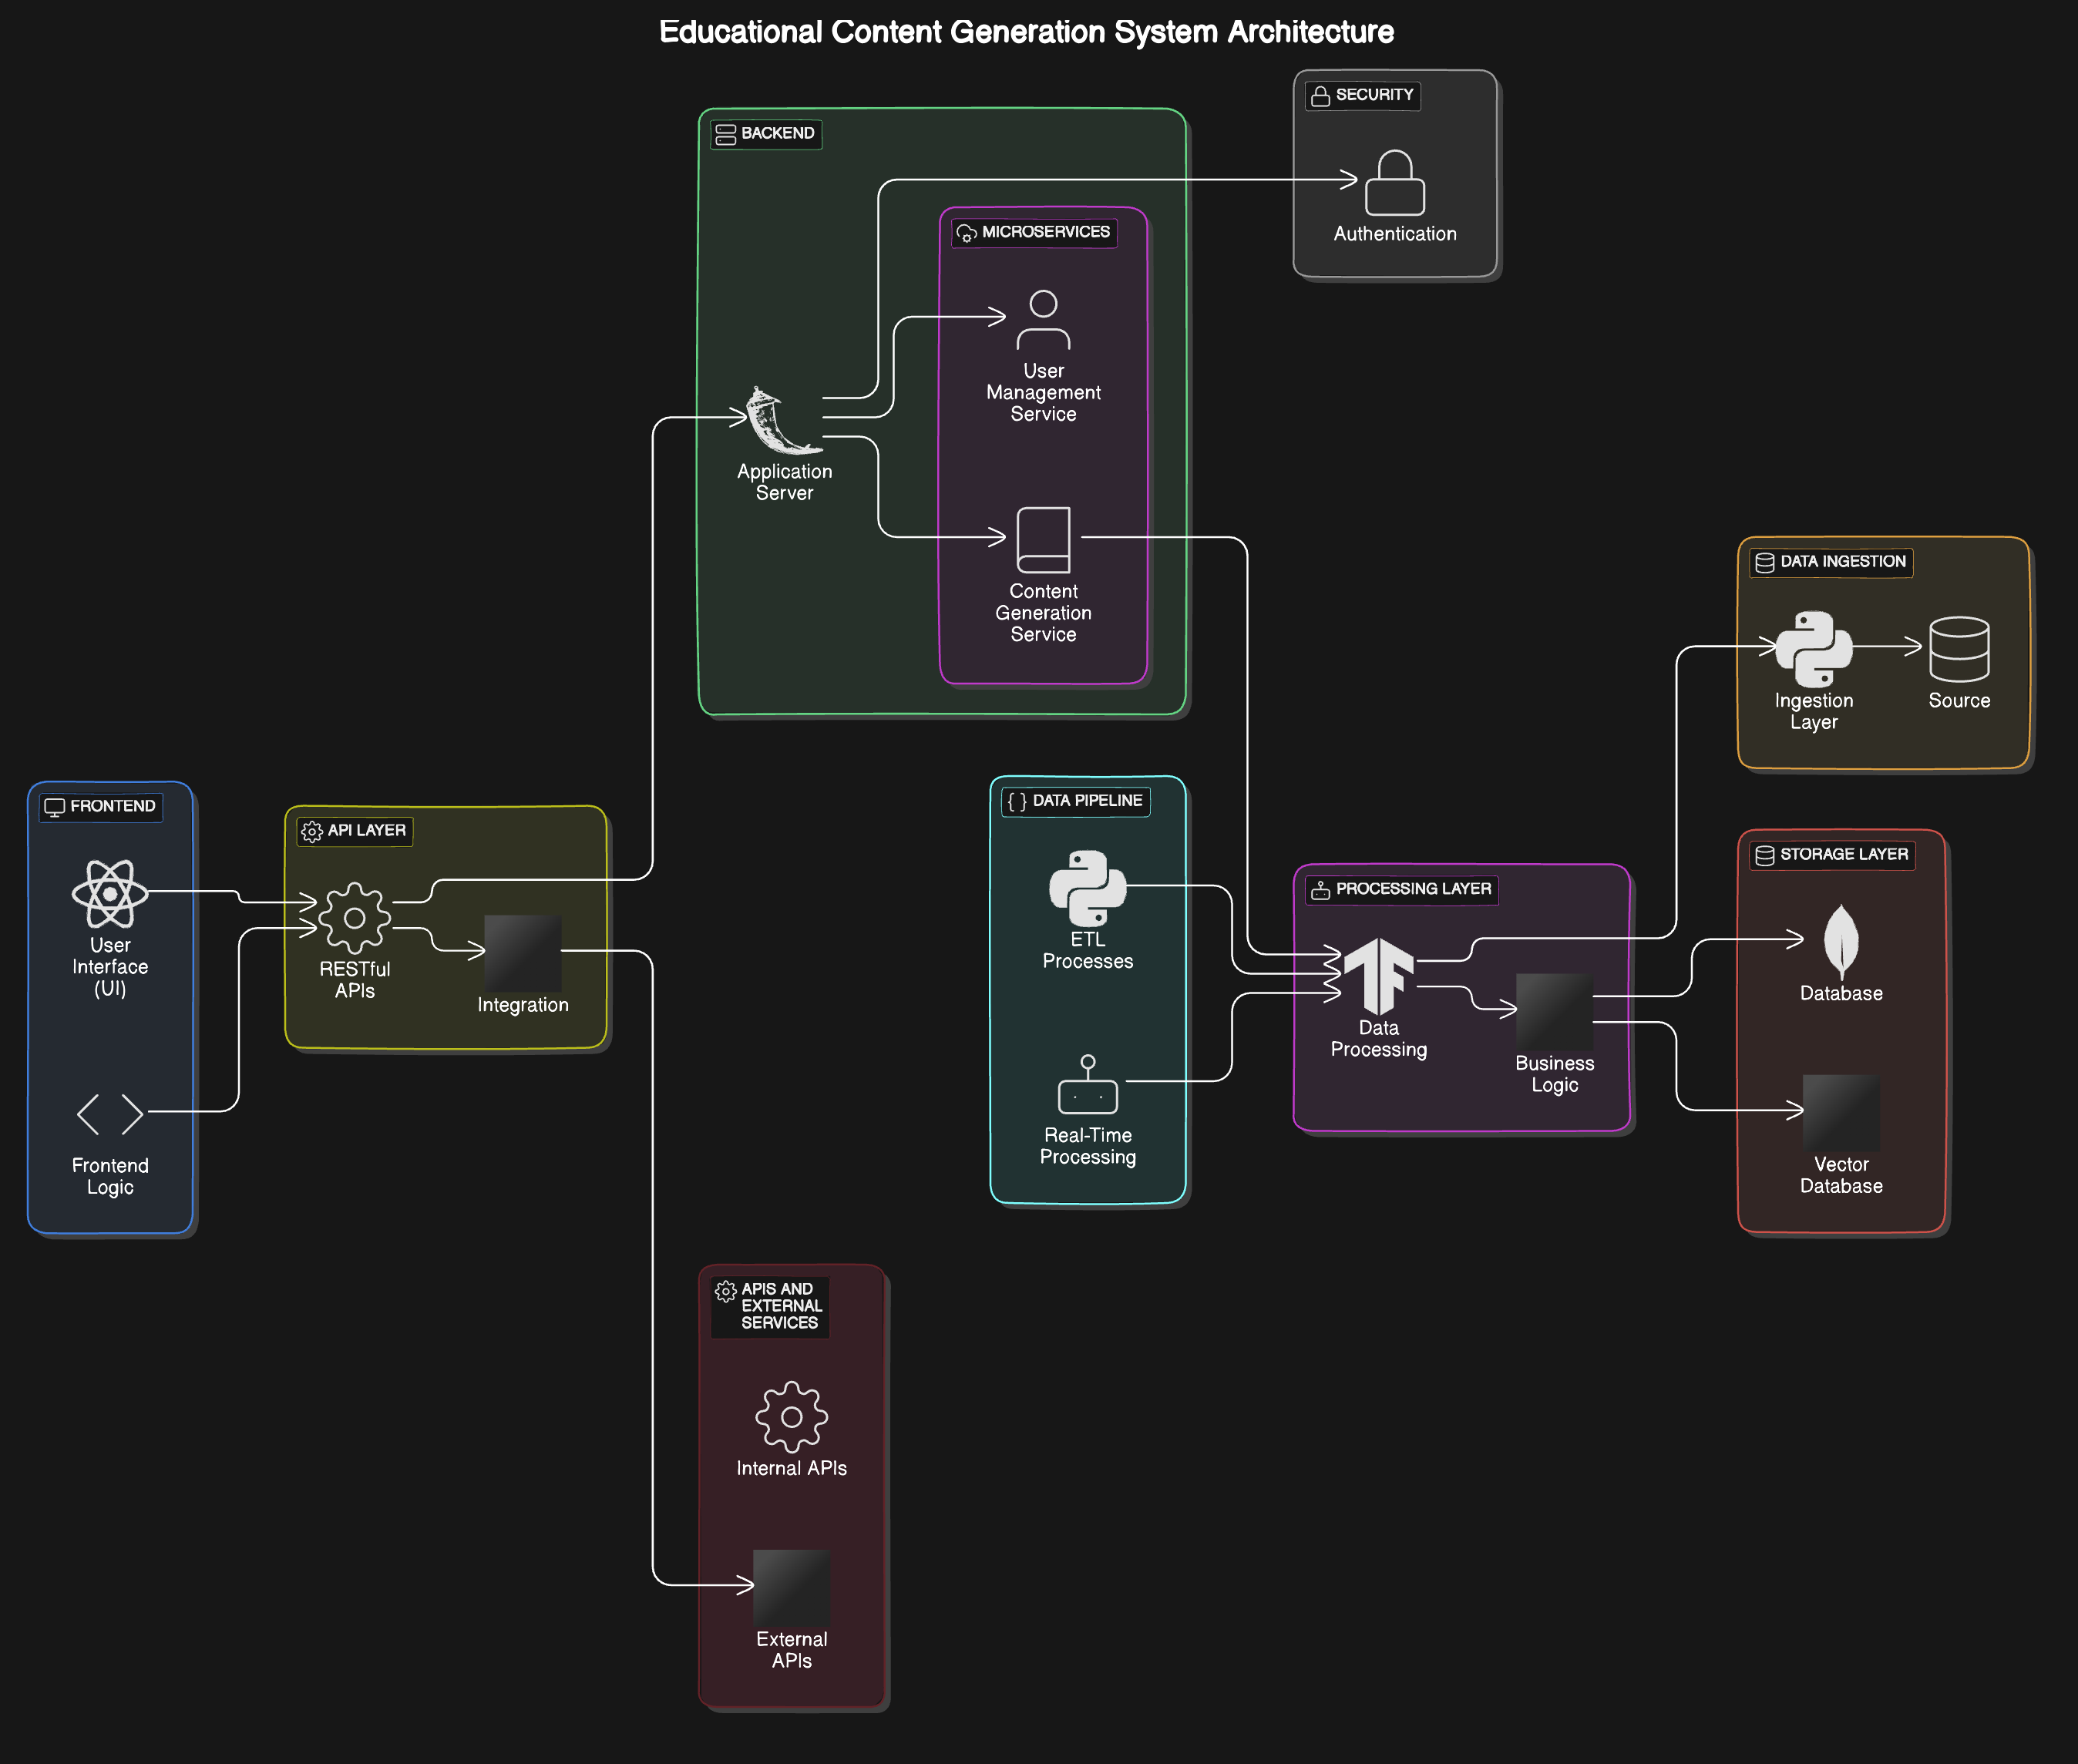 Educational Content Generation System Architecture
SECURITY
Authentication
BACKEND
MICROSERVICES
User
Management
Service
Application
Server
Content
Generation
Service
DATA INGESTION
Ingestion
Layer
Source
FRONTEND
User
Interface
(UI)
Frontend
Logic
API LAYER
RESTful
APIs
Integration
DATA PIPELINE
ETL
Processes
Real-Time
Processing
PROCESSING LAYER
Data
Processing
Business
Logic
STORAGE LAYER
Database
Vector
Database
APIS AND
EXTERNAL
SERVICES
Internal APIs
External
APIs